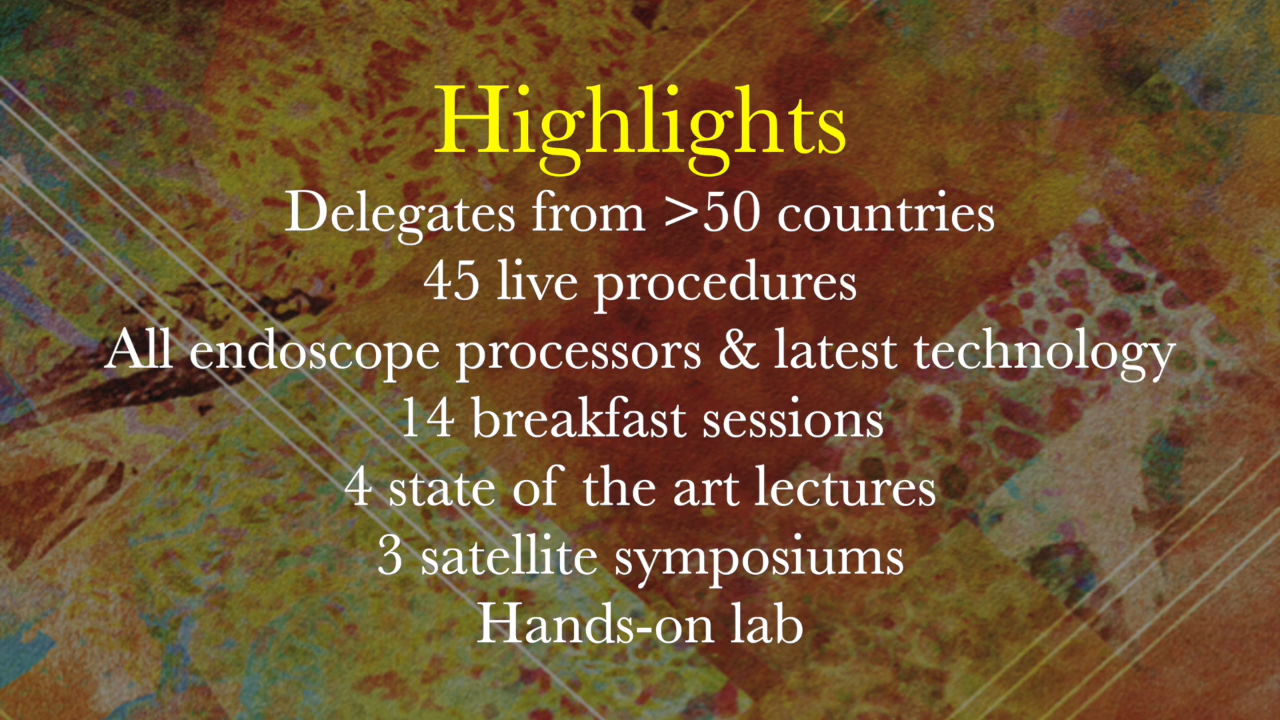 Highlights
Delegates from >50 countries
45 live procedures
All endoscope processors & latest technology
14 breakfast sessions
4 state of the art lectures
3 satellite symposiums
Hands-on lab